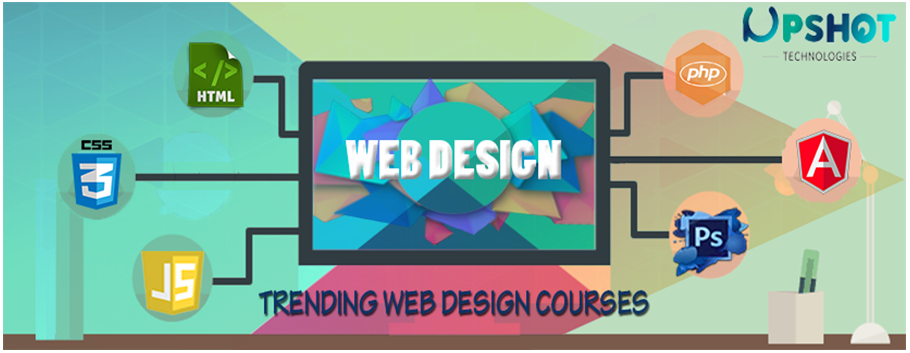 UPSHOT
TECHNOLOGIES
HTML
php
CSS
3
WEB DESIGN
A
JS
Ps
TRENDING WEB DESIGN COURSES